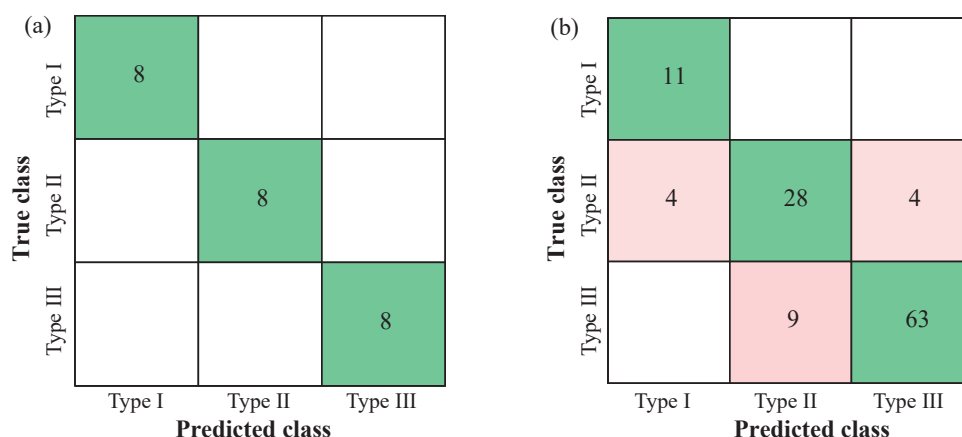 (a)
True class
Type I
Type II
Type III
8
8
8
Type I Type II Type III
Predicted class
(b)
True class
Type I
Type II
Type III
11
4 28 4
9 63
Type I Type II Type III
Predicted class